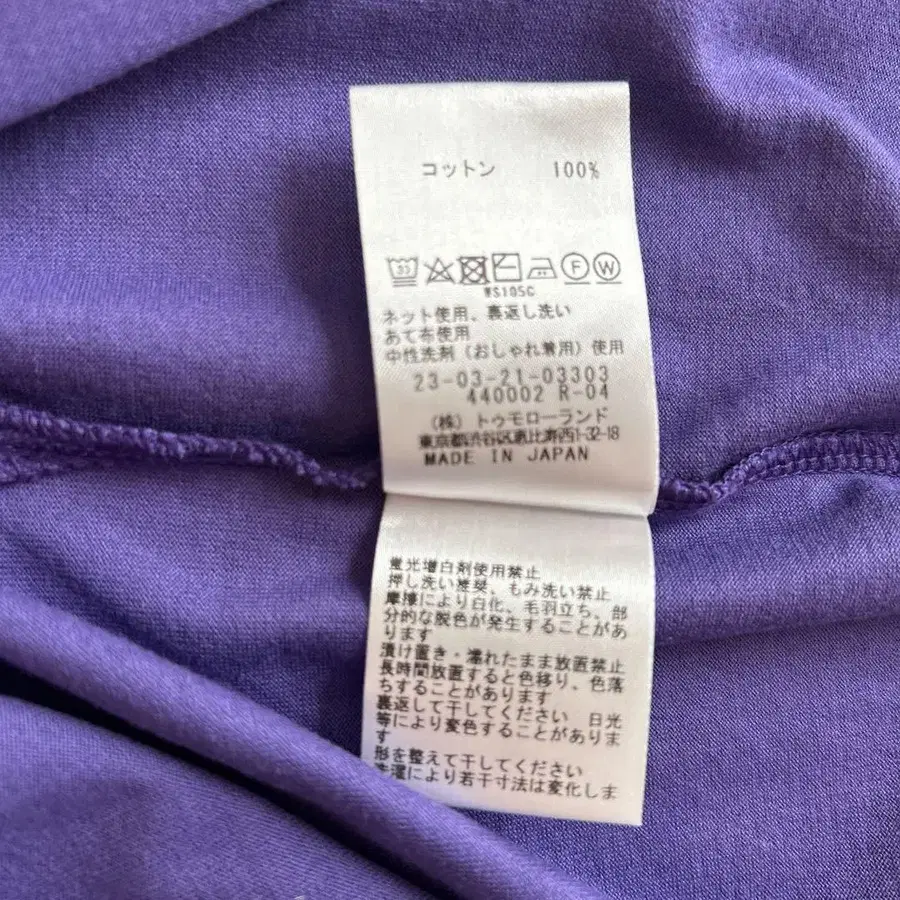 コットン 100%
30
F W
WS105C
ネット使用、裏返し洗い
あて布使用
中性洗剤（おしゃれ着用）使用
23-03-21-03303
440002 R-04
(株) トゥモローランド
東京都渋谷区恵比寿西1-32-18
MADE IN JAPAN
蛍光増白剤使用禁止
押し洗い推奨、もみ洗い禁止
摩擦により白化、毛羽立ち、部
分的な脱色が発生することがあ
ります
漬け置き・濡れたまま放置禁止
長時間放置すると色移り、色落
ちすることがあります
裏返して干してください 日光
等により変色することがありま
す
形を整えて干してください
洗濯により若干寸法は変化しま